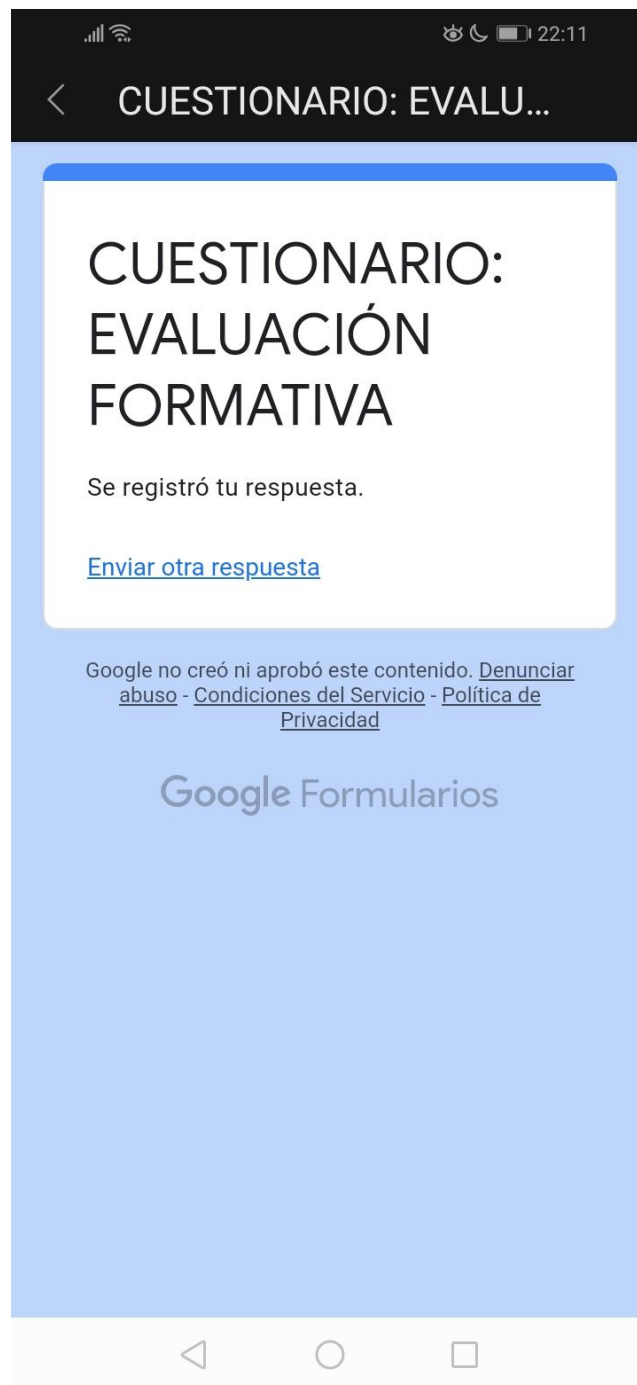 22:11
CUESTIONARIO: EVALU...
CUESTIONARIO:
EVALUACIÓN
FORMATIVA
Se registró tu respuesta.
Enviar otra respuesta
Google no creó ni aprobó este contenido. Denunciar
abuso - Condiciones del Servicio - Política de
Privacidad
Google Formularios